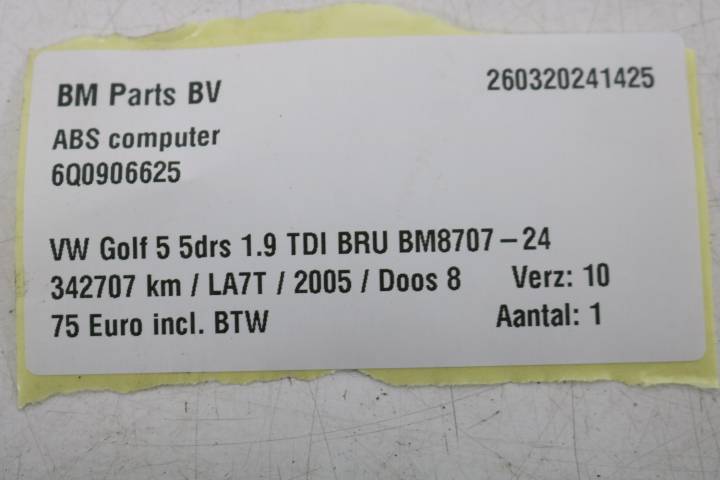 BM Parts BV 260320241425
ABS computer
6Q0906625
VW Golf 5 5drs 1.9 TDI BRU BM8707-24
342707 km / LA7T / 2005 / Doos 8 Verz: 10
75 Euro incl. BTW Aantal: 1